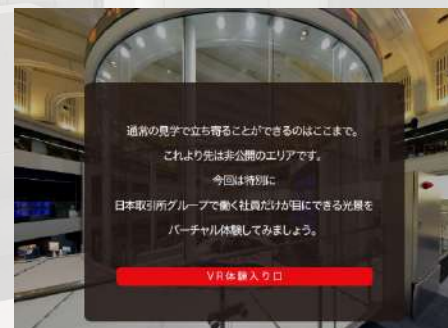 通常の見学で立ち寄ることができるのはここまで。
これより先は非公開のエリアです。
今回は特別に
日本取引所グループで働く社員だけが目にできる光景を
バーチャル体験してみましょう。
VR体験入り口